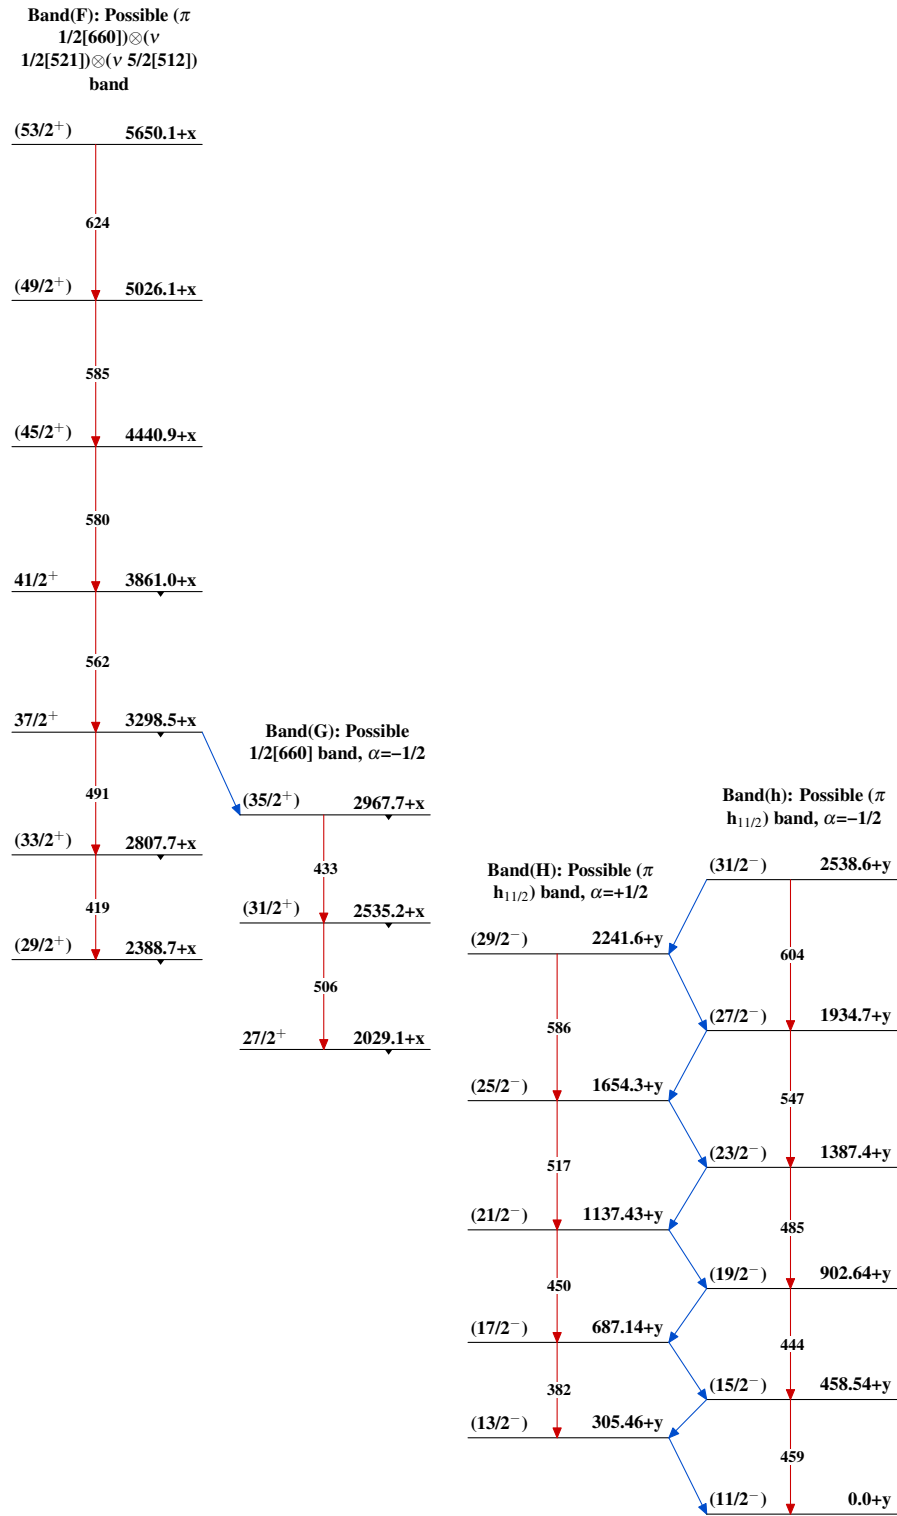 Band(F): Possible (π
1/2[660])⊗(ν
1/2[521])⊗(ν 5/2[512])
band
(53/2⁺) 5650.1+x
624
(49/2⁺) 5026.1+x
585
(45/2⁺) 4440.9+x
580
41/2⁺ 3861.0+x
562
37/2⁺ 3298.5+x
491
(33/2⁺) 2807.7+x
419
(29/2⁺) 2388.7+x
Band(G): Possible
1/2[660] band, α=−1/2
(35/2⁺) 2967.7+x
433
(31/2⁺) 2535.2+x
506
27/2⁺ 2029.1+x
Band(H): Possible (π
h₁₁/₂) band, α=+1/2
(29/2⁻) 2241.6+y
586
(25/2⁻) 1654.3+y
517
(21/2⁻) 1137.43+y
450
(17/2⁻) 687.14+y
382
(13/2⁻) 305.46+y
Band(h): Possible (π
h₁₁/₂) band, α=−1/2
(31/2⁻) 2538.6+y
604
(27/2⁻) 1934.7+y
547
(23/2⁻) 1387.4+y
485
(19/2⁻) 902.64+y
444
(15/2⁻) 458.54+y
459
(11/2⁻) 0.0+y